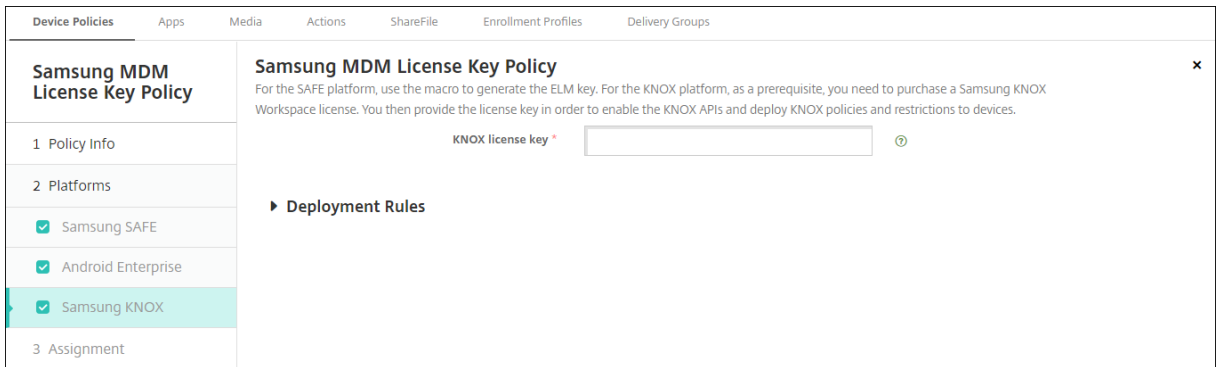 Device Policies Apps Media Actions ShareFile Enrollment Profiles Delivery Groups
Samsung MDM
License Key Policy
1 Policy Info
2 Platforms
Samsung SAFE
Android Enterprise
Samsung KNOX
3 Assignment
Samsung MDM License Key Policy
For the SAFE platform, use the macro to generate the ELM key. For the KNOX platform, as a prerequisite, you need to purchase a Samsung KNOX
Workspace license. You then provide the license key in order to enable the KNOX APIs and deploy KNOX policies and restrictions to devices.
KNOX license key *
Deployment Rules